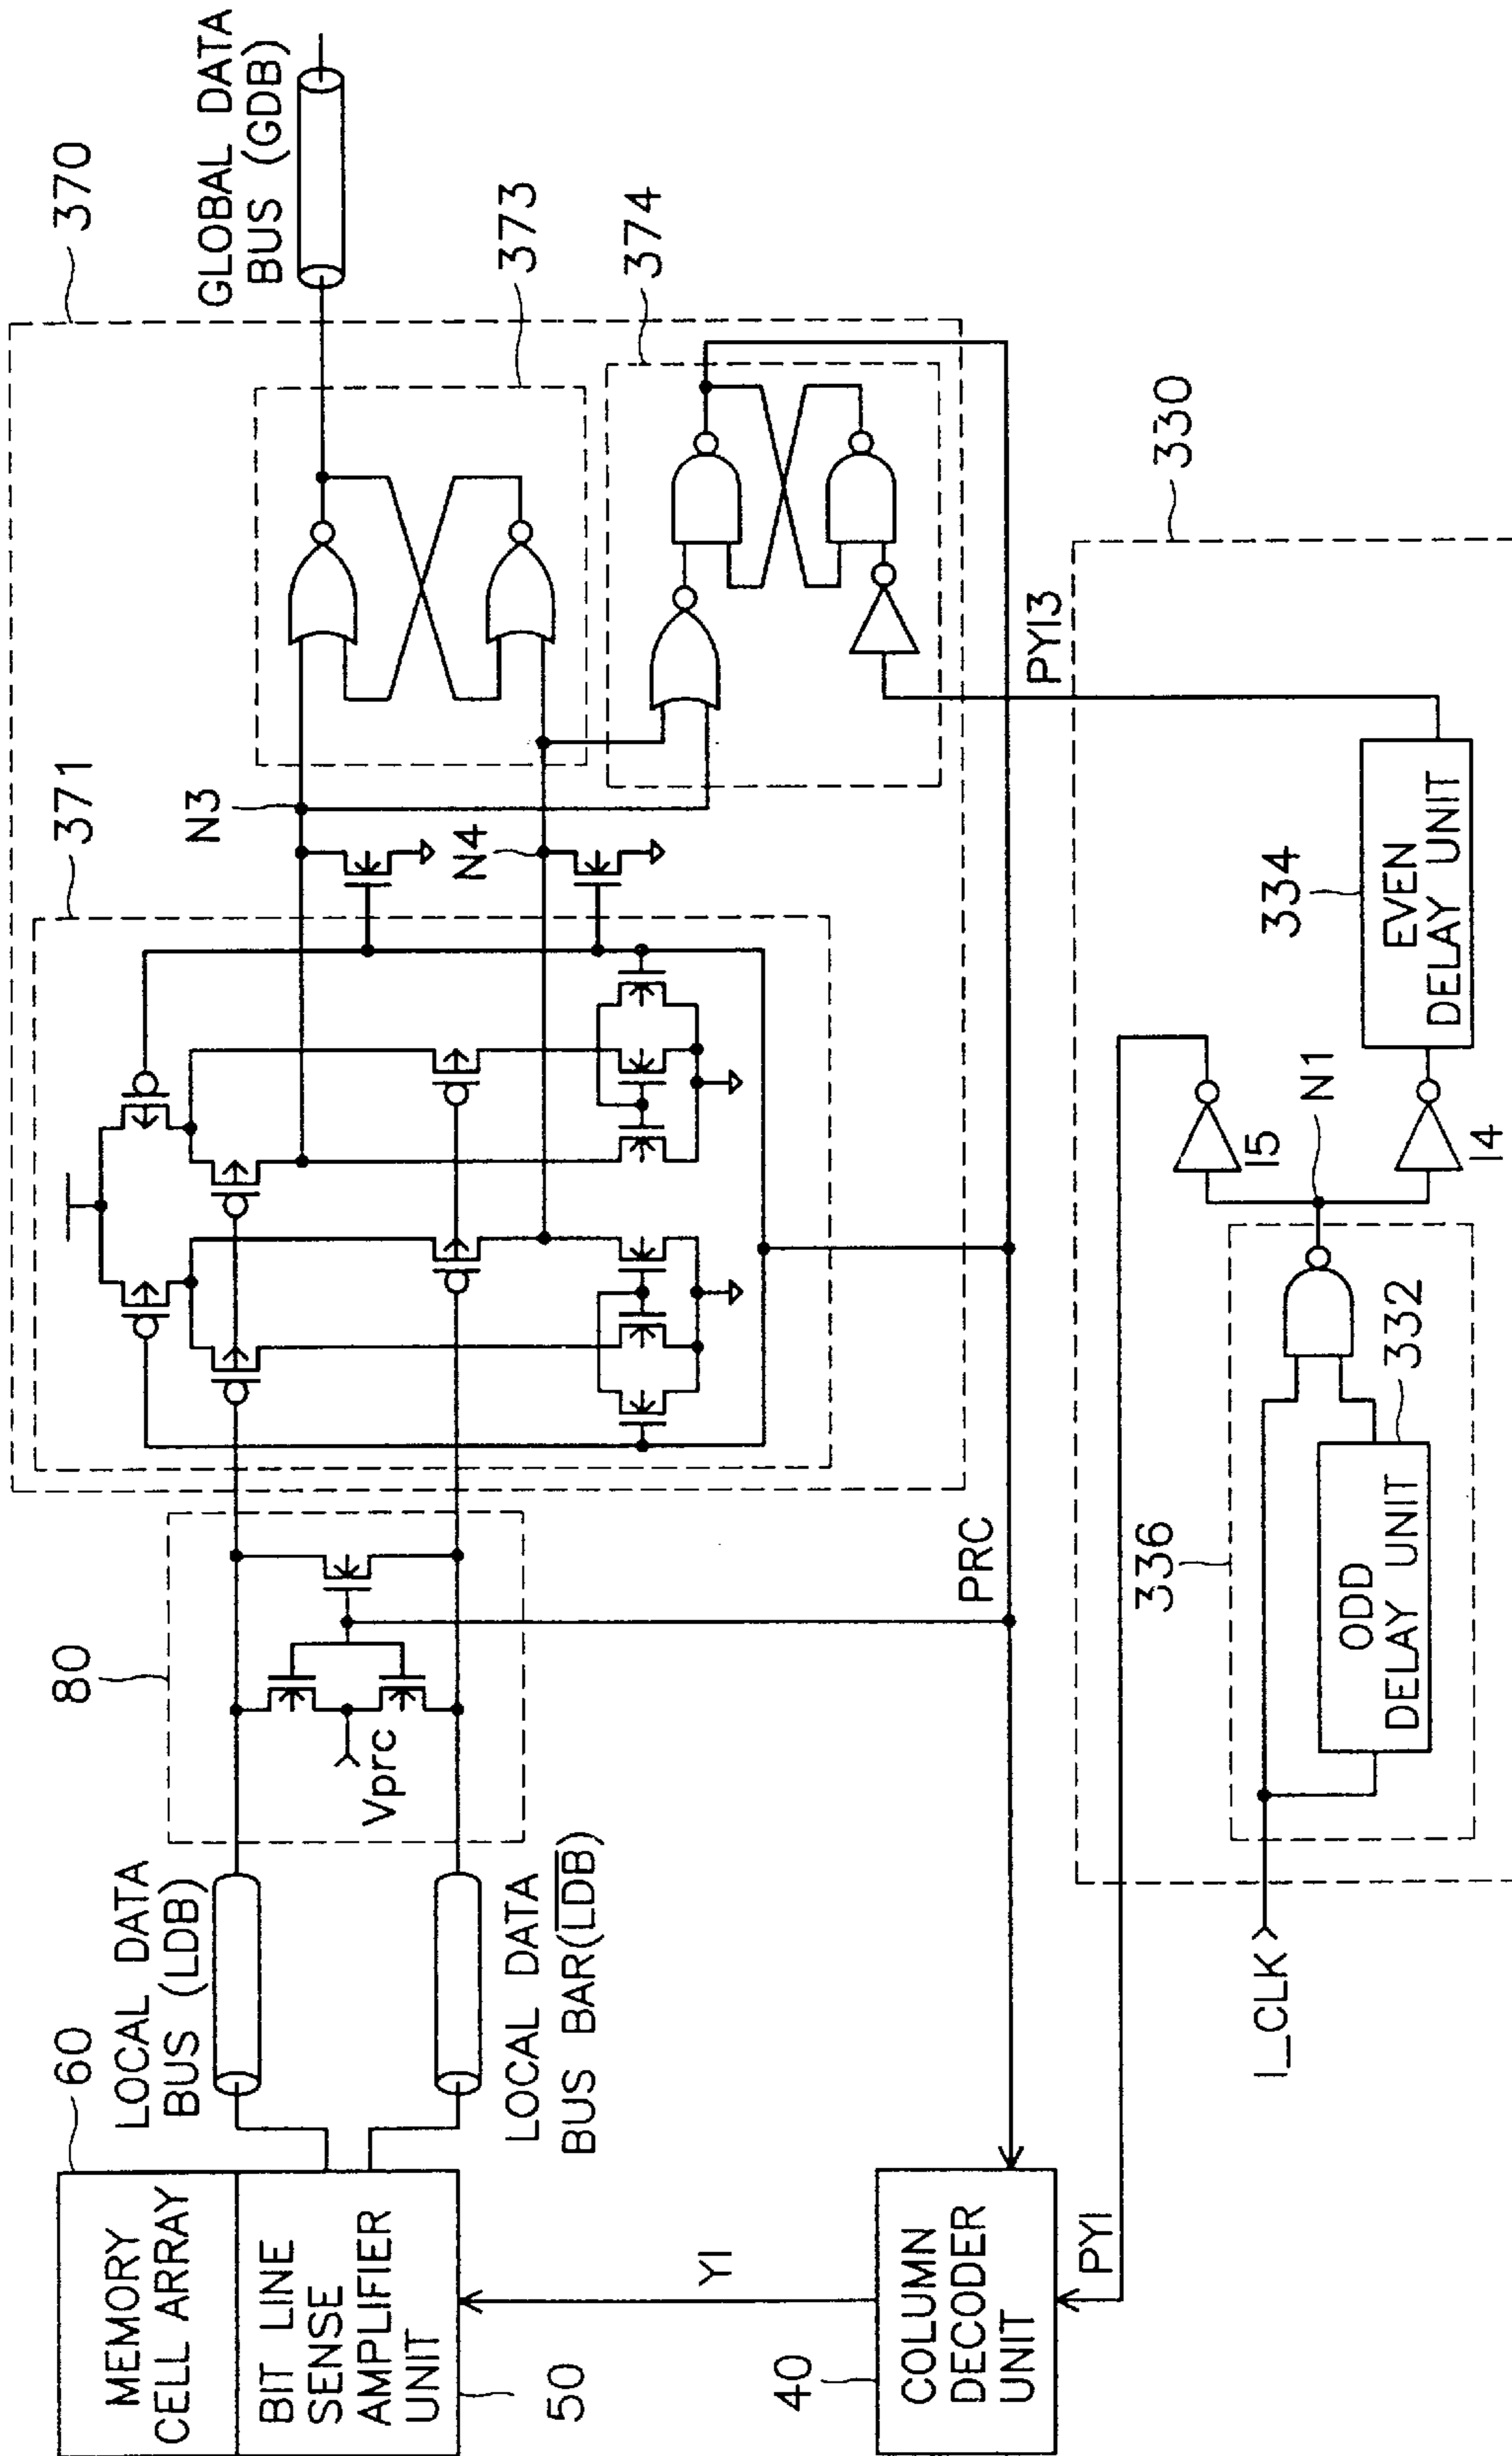 60
MEMORY
CELL ARRAY
BIT LINE
SENSE
AMPLIFIER
UNIT
50
LOCAL DATA
BUS (LDB)
LOCAL DATA
BUS BAR(L̅D̅B̅)
80
Vprc
371
N3
N4
370
373
374
GLOBAL DATA
BUS (GDB)
YI
40
COLUMN
DECODER
UNIT
PRC
PYI
PYI3
330
336
I_CLK
ODD
DELAY UNIT
332
N1
I5
I4
334
EVEN
DELAY UNIT